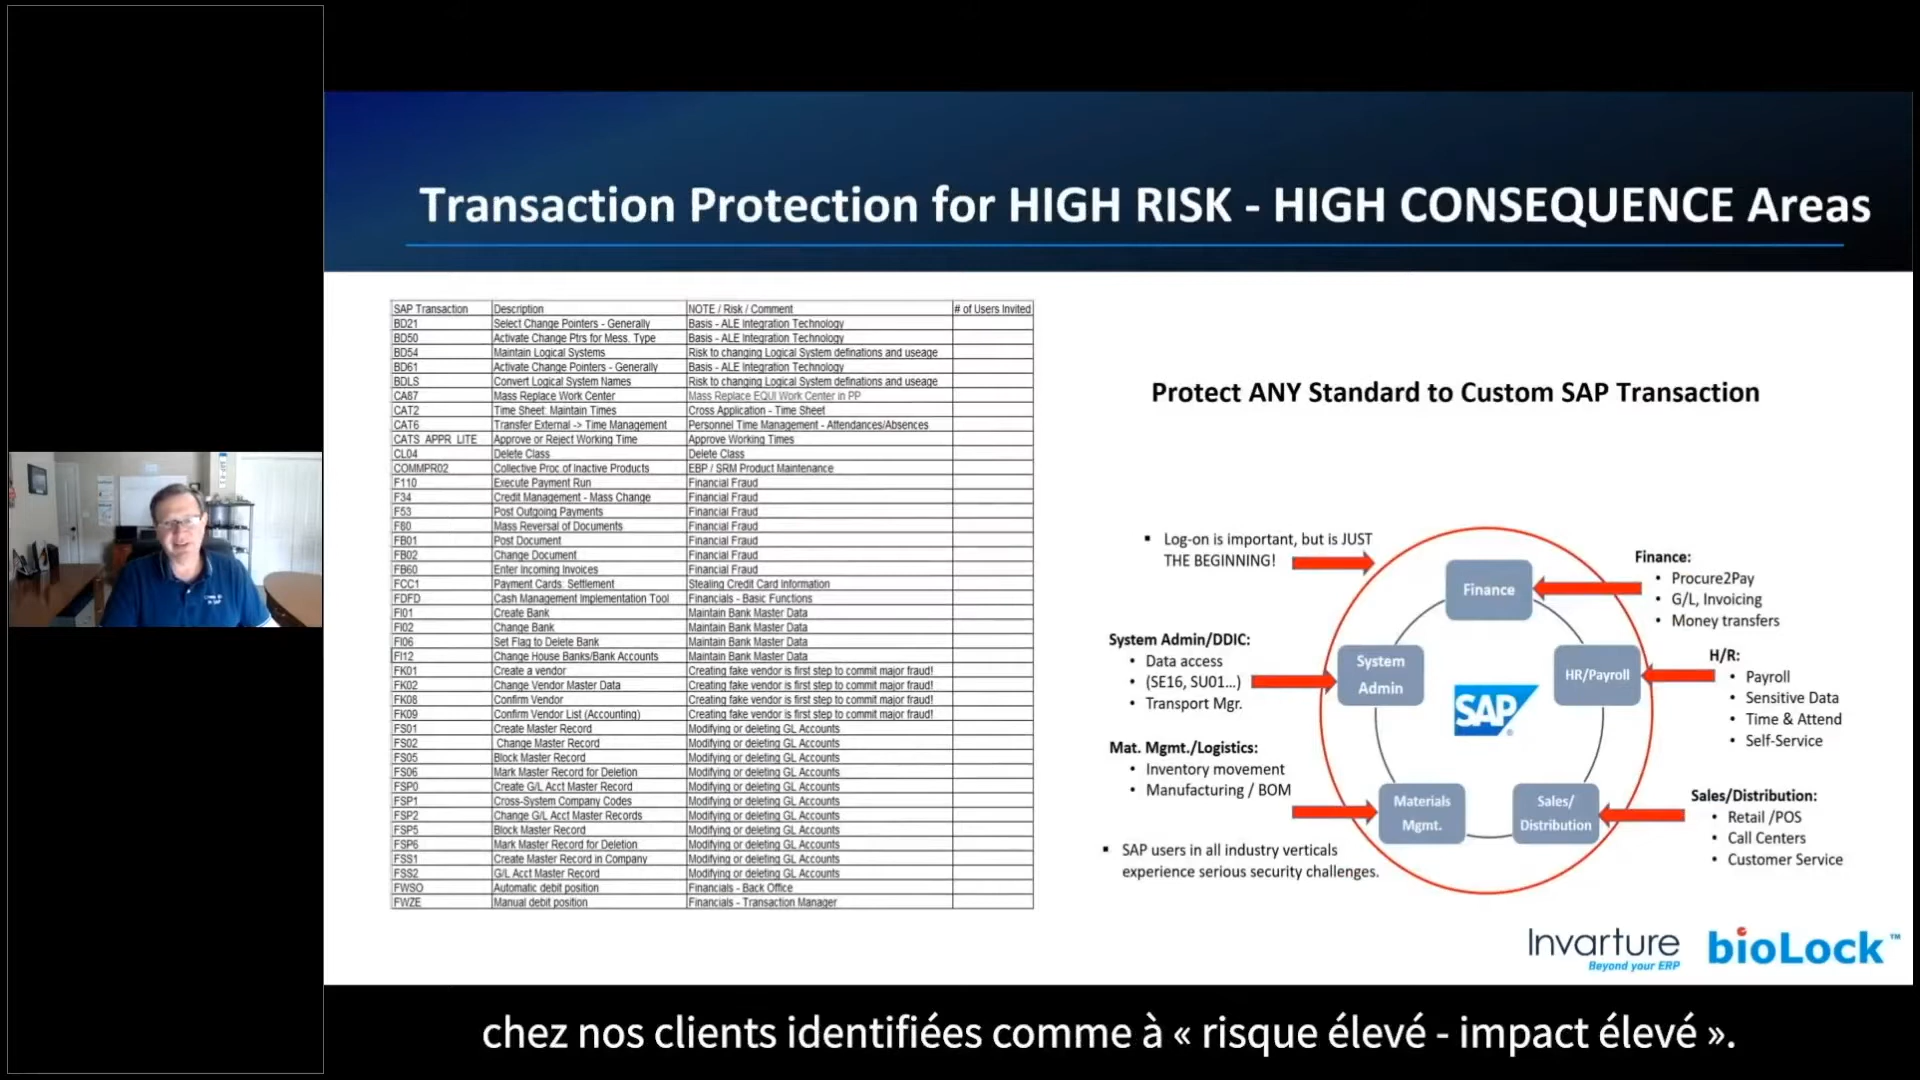 Transaction Protection for HIGH RISK - HIGH CONSEQUENCE Areas
SAP Transaction Description NOTE / Risk / Comment # of Users Invited
BD21 Select Change Pointers - Generally Basis - ALE Integration Technology
BD50 Activate Change Ptrs for Mess. Type Basis - ALE Integration Technology
BD54 Maintain Logical Systems Risk to changing Logical System definations and useage
BD61 Activate Change Pointers - Generally Basis - ALE Integration Technology
BDLS Convert Logical System Names Risk to changing Logical System definations and useage
CA87 Mass Replace Work Center Mass Replace EQUI Work Center in PP
CAT2 Time Sheet: Maintain Times Cross Application - Time Sheet
CAT6 Transfer External -> Time Management Personnel Time Management - Attendances/Absences
CATS_APPR_LITE Approve or Reject Working Time Approve Working Times
CL04 Delete Class Delete Class
COMMPR02 Collective Proc.of Inactive Products EBP / SRM Product Maintenance
F110 Execute Payment Run Financial Fraud
F34 Credit Management - Mass Change Financial Fraud
F53 Post Outgoing Payments Financial Fraud
F80 Mass Reversal of Documents Financial Fraud
FB01 Post Document Financial Fraud
FB02 Change Document Financial Fraud
FB60 Enter Incoming Invoices Financial Fraud
FCC1 Payment Cards: Settlement Stealing Credit Card Information
FDFD Cash Management Implementation Tool Financials - Basic Functions
FI01 Create Bank Maintain Bank Master Data
FI02 Change Bank Maintain Bank Master Data
FI06 Set Flag to Delete Bank Maintain Bank Master Data
FI12 Change House Banks/Bank Accounts Maintain Bank Master Data
FK01 Create a vendor Creating fake vendor is first step to commit major fraud!
FK02 Change Vendor Master Data Creating fake vendor is first step to commit major fraud!
FK08 Confirm Vendor Creating fake vendor is first step to commit major fraud!
FK09 Confirm Vendor List (Accounting) Creating fake vendor is first step to commit major fraud!
FS01 Create Master Record Modifying or deleting GL Accounts
FS02 Change Master Record Modifying or deleting GL Accounts
FS05 Block Master Record Modifying or deleting GL Accounts
FS06 Mark Master Record for Deletion Modifying or deleting GL Accounts
FSP0 Create G/L Acct Master Record Modifying or deleting GL Accounts
FSP1 Cross-System Company Codes Modifying or deleting GL Accounts
FSP2 Change G/L Acct Master Records Modifying or deleting GL Accounts
FSP5 Block Master Record Modifying or deleting GL Accounts
FSP6 Mark Master Record for Deletion Modifying or deleting GL Accounts
FSS1 Create Master Record in Company Modifying or deleting GL Accounts
FSS2 G/L Acct Master Record Modifying or deleting GL Accounts
FWSO Automatic debit position Financials - Back Office
FWZE Manual debit position Financials - Transaction Manager
Protect ANY Standard to Custom SAP Transaction
▪ Log-on is important, but is JUST
THE BEGINNING!
System Admin/DDIC:
• Data access
• (SE16, SU01...)
• Transport Mgr.
Mat. Mgmt./Logistics:
• Inventory movement
• Manufacturing / BOM
▪ SAP users in all industry verticals
experience serious security challenges.
Finance
System
Admin
HR/Payroll
SAP
Materials
Mgmt.
Sales/
Distribution
Finance:
• Procure2Pay
• G/L, Invoicing
• Money transfers
H/R:
• Payroll
• Sensitive Data
• Time & Attend
• Self-Service
Sales/Distribution:
• Retail /POS
• Call Centers
• Customer Service
Invarture
Beyond your ERP
bioLock™
chez nos clients identifiées comme à « risque élevé - impact élevé ».